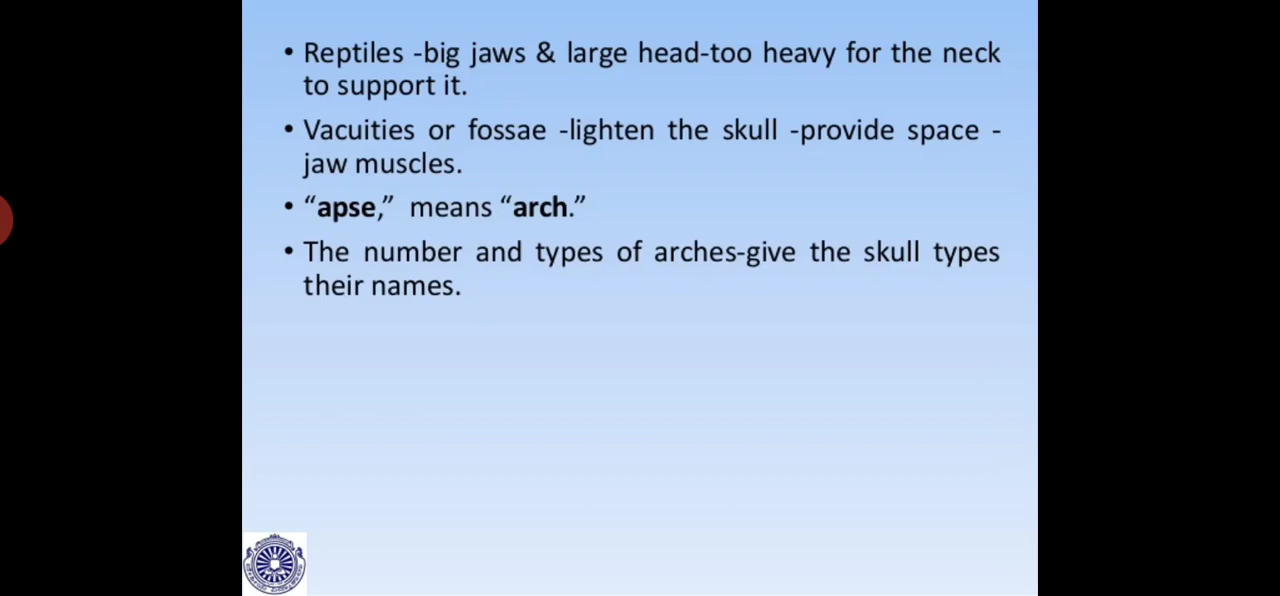 • Reptiles -big jaws & large head-too heavy for the neck
to support it.
• Vacuities or fossae -lighten the skull -provide space -
jaw muscles.
• “apse,” means “arch.”
• The number and types of arches-give the skull types
their names.